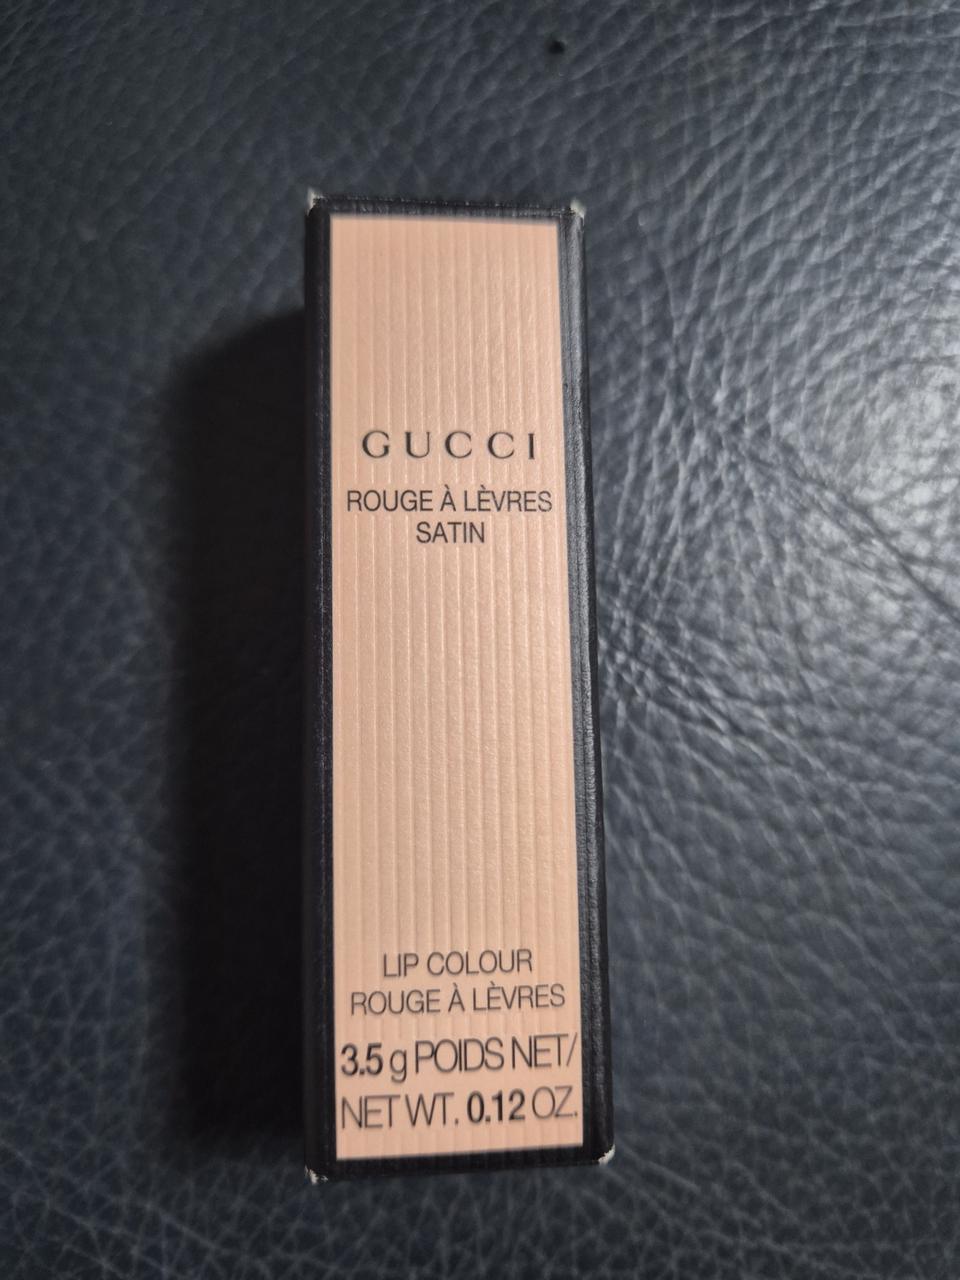 GUCCI
ROUGE À LÈVRES
SATIN
LIP COLOUR
ROUGE À LÈVRES
3.5 g POIDS NET/
NET WT. 0.12 OZ.